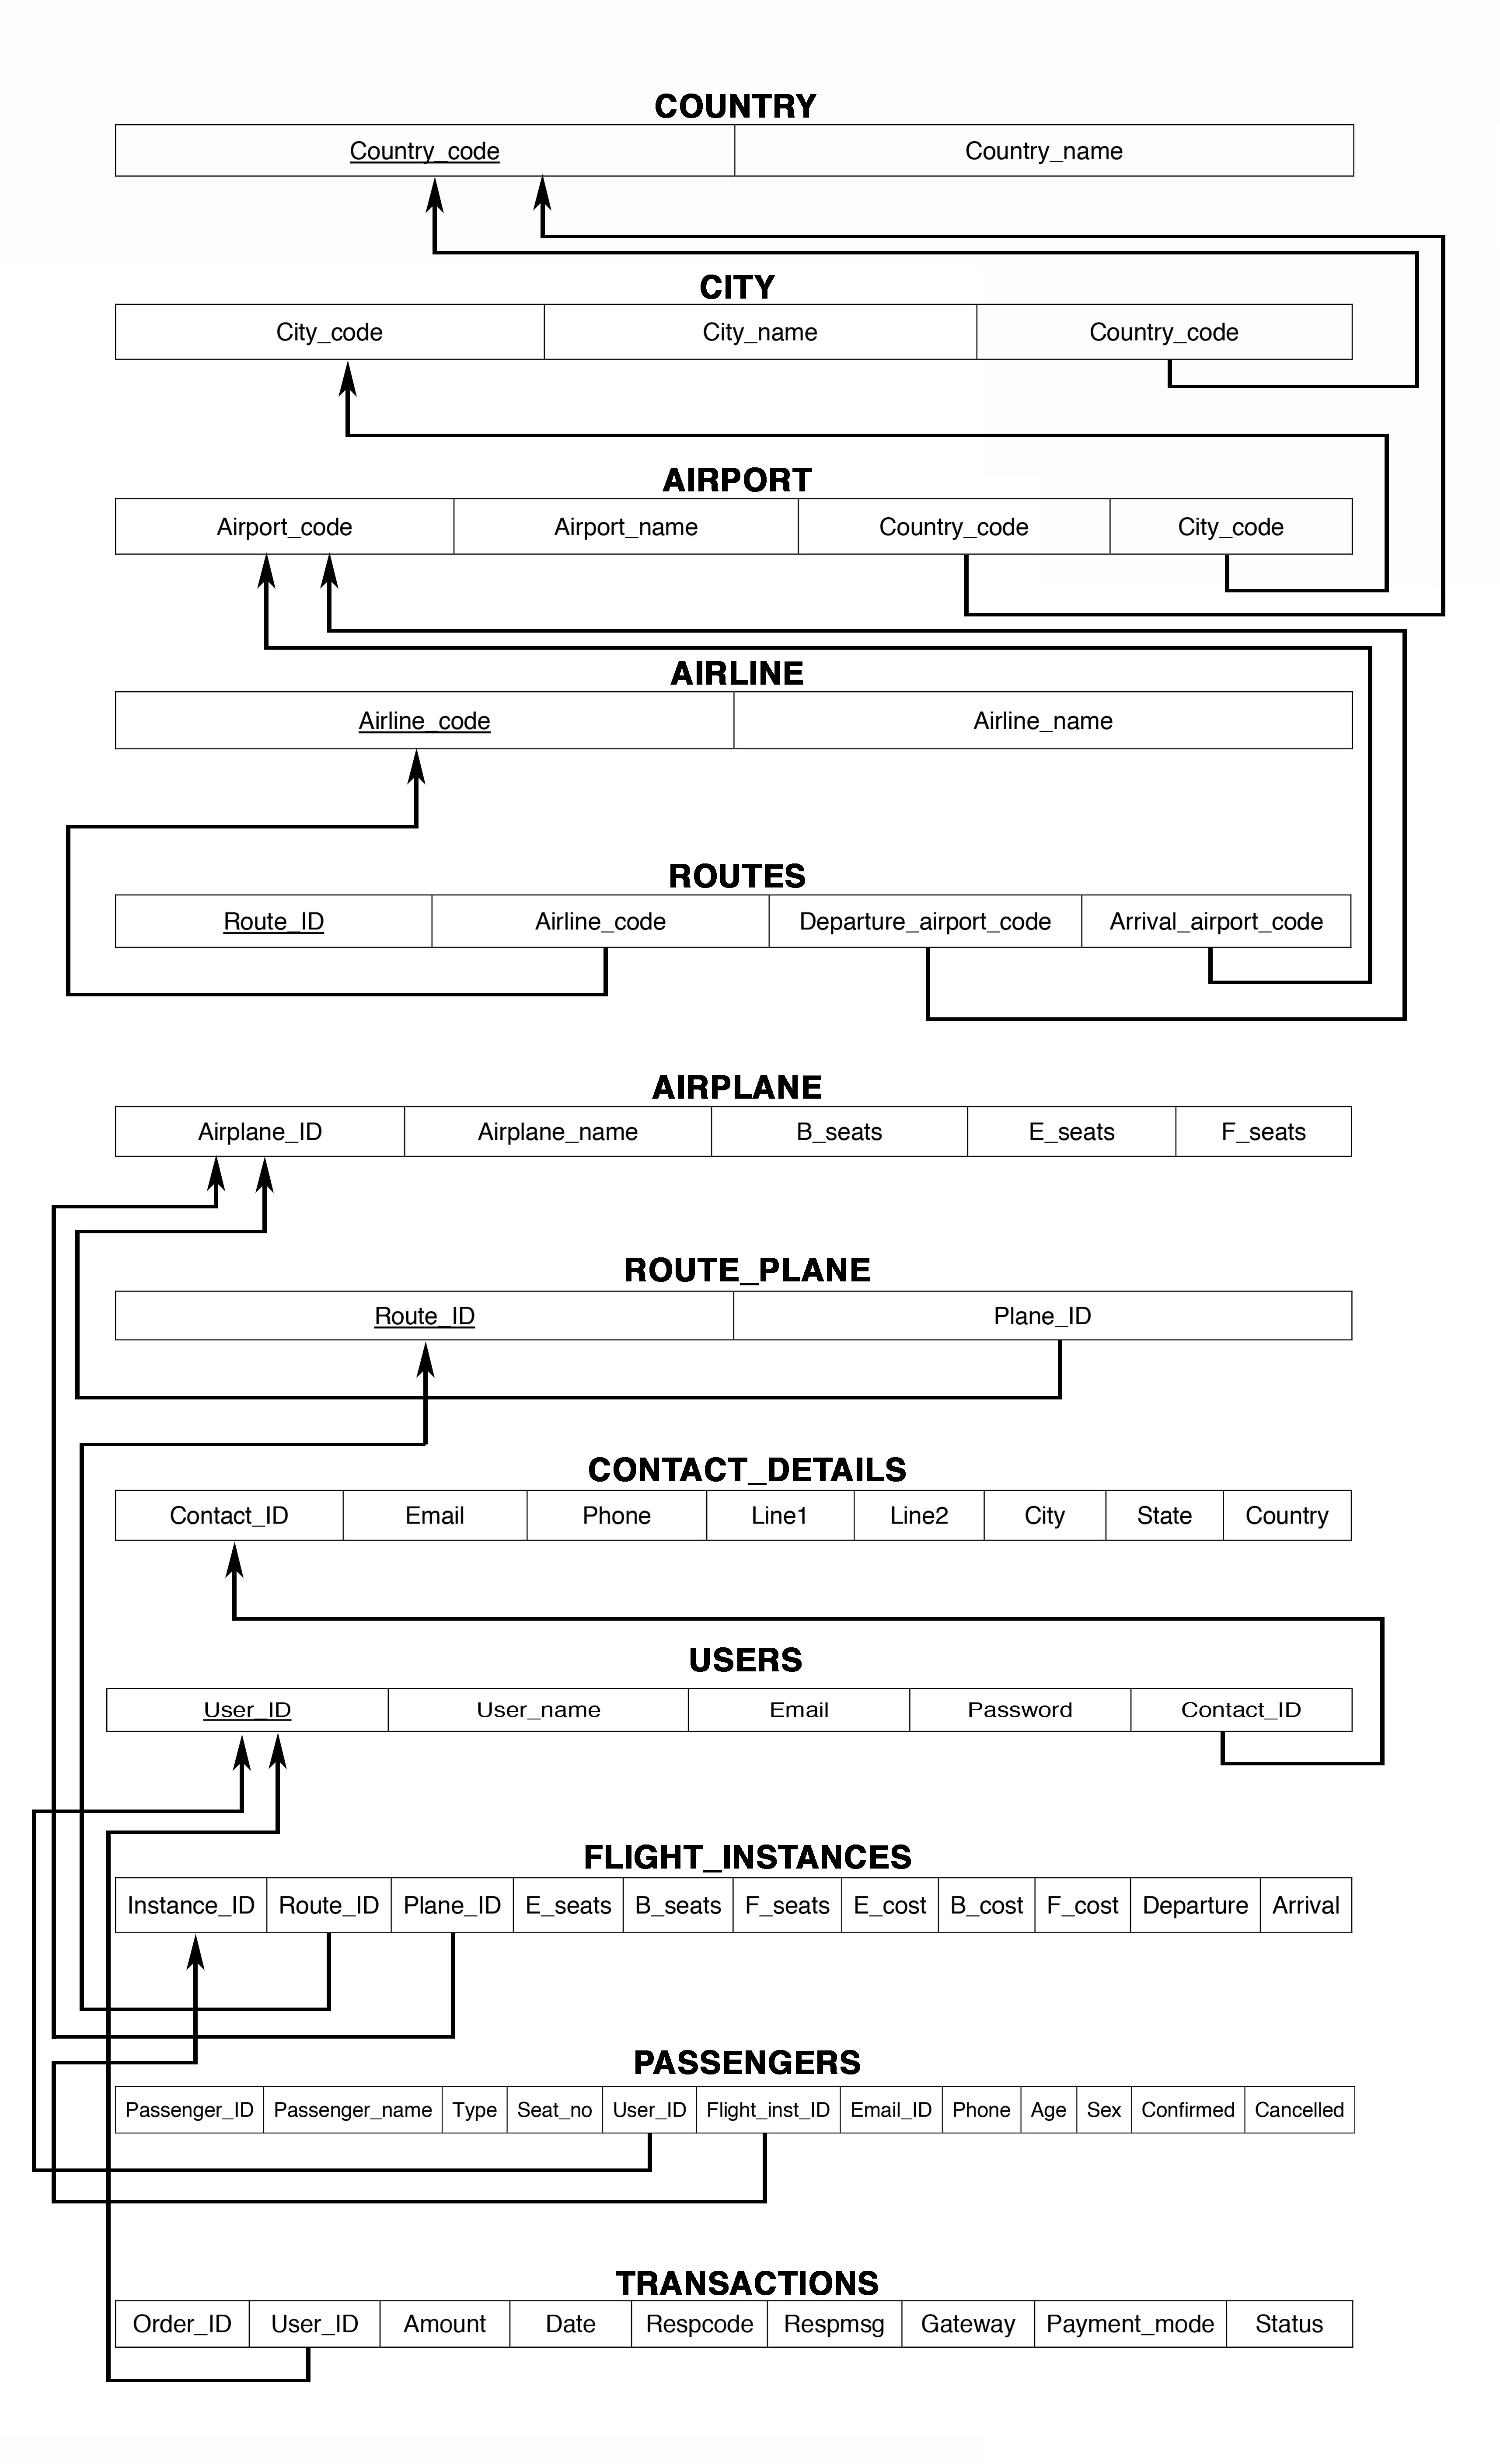 COUNTRY
Country_code Country_name
CITY
City_code City_name Country_code
AIRPORT
Airport_code Airport_name Country_code City_code
AIRLINE
Airline_code Airline_name
ROUTES
Route_ID Airline_code Departure_airport_code Arrival_airport_code
AIRPLANE
Airplane_ID Airplane_name B_seats E_seats F_seats
ROUTE_PLANE
Route_ID Plane_ID
CONTACT_DETAILS
Contact_ID Email Phone Line1 Line2 City State Country
USERS
User_ID User_name Email Password Contact_ID
FLIGHT_INSTANCES
Instance_ID Route_ID Plane_ID E_seats B_seats F_seats E_cost B_cost F_cost Departure Arrival
PASSENGERS
Passenger_ID Passenger_name Type Seat_no User_ID Flight_inst_ID Email_ID Phone Age Sex Confirmed Cancelled
TRANSACTIONS
Order_ID User_ID Amount Date Respcode Respmsg Gateway Payment_mode Status